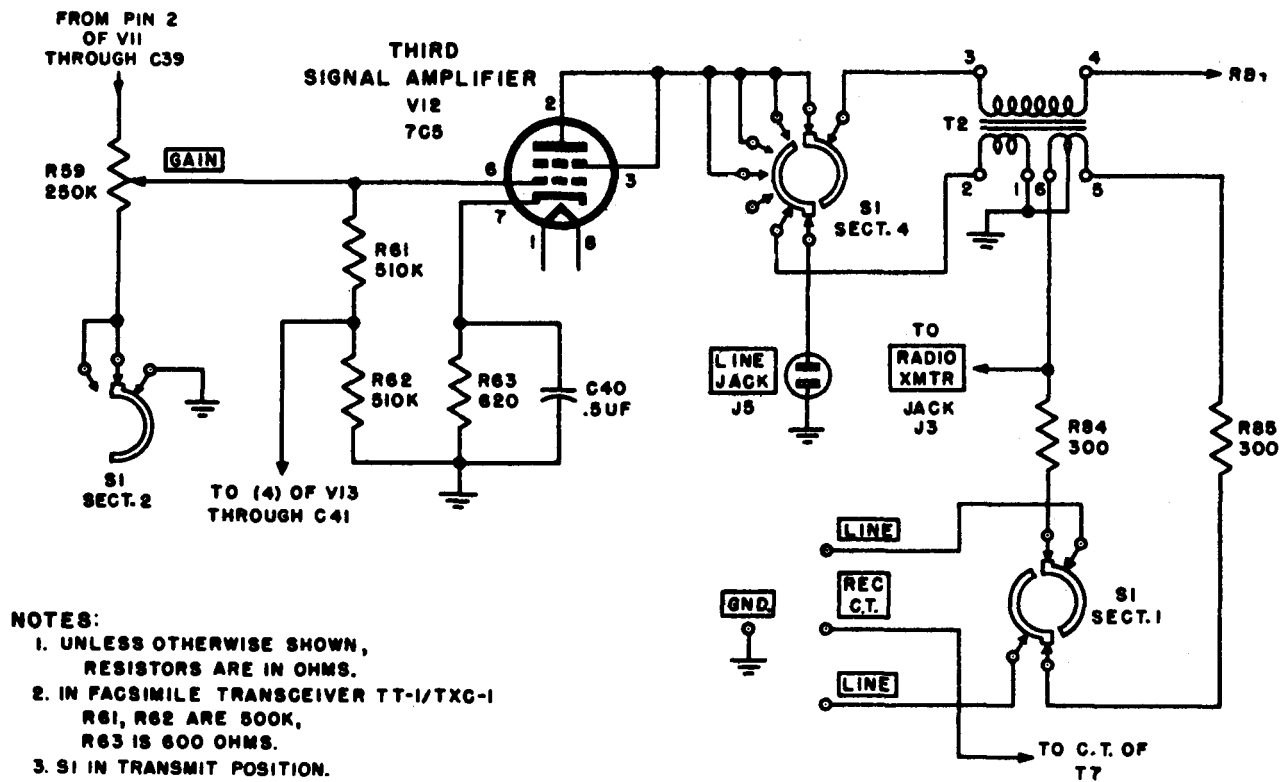 FROM PIN 2
OF V11
THROUGH C39
THIRD
SIGNAL AMPLIFIER
V12
7C5
R59
250K
GAIN
2
6
7
3
1
8
R61
510K
R62
510K
R63
620
C40
.5UF
S1
SECT. 2
TO (4) OF V13
THROUGH C41
S1
SECT. 4
LINE
JACK
J5
3
4
T2
2
1
6
5
TO
RADIO
XMTR
JACK
J3
R84
300
R85
300
LINE
REC
C.T.
GND.
LINE
S1
SECT. 1
TO C.T. OF
T7
NOTES:
1. UNLESS OTHERWISE SHOWN,
RESISTORS ARE IN OHMS.
2. IN FACSIMILE TRANSCEIVER TT-1/TXC-1
R61, R62 ARE 500K,
R63 IS 600 OHMS.
3. S1 IN TRANSMIT POSITION.